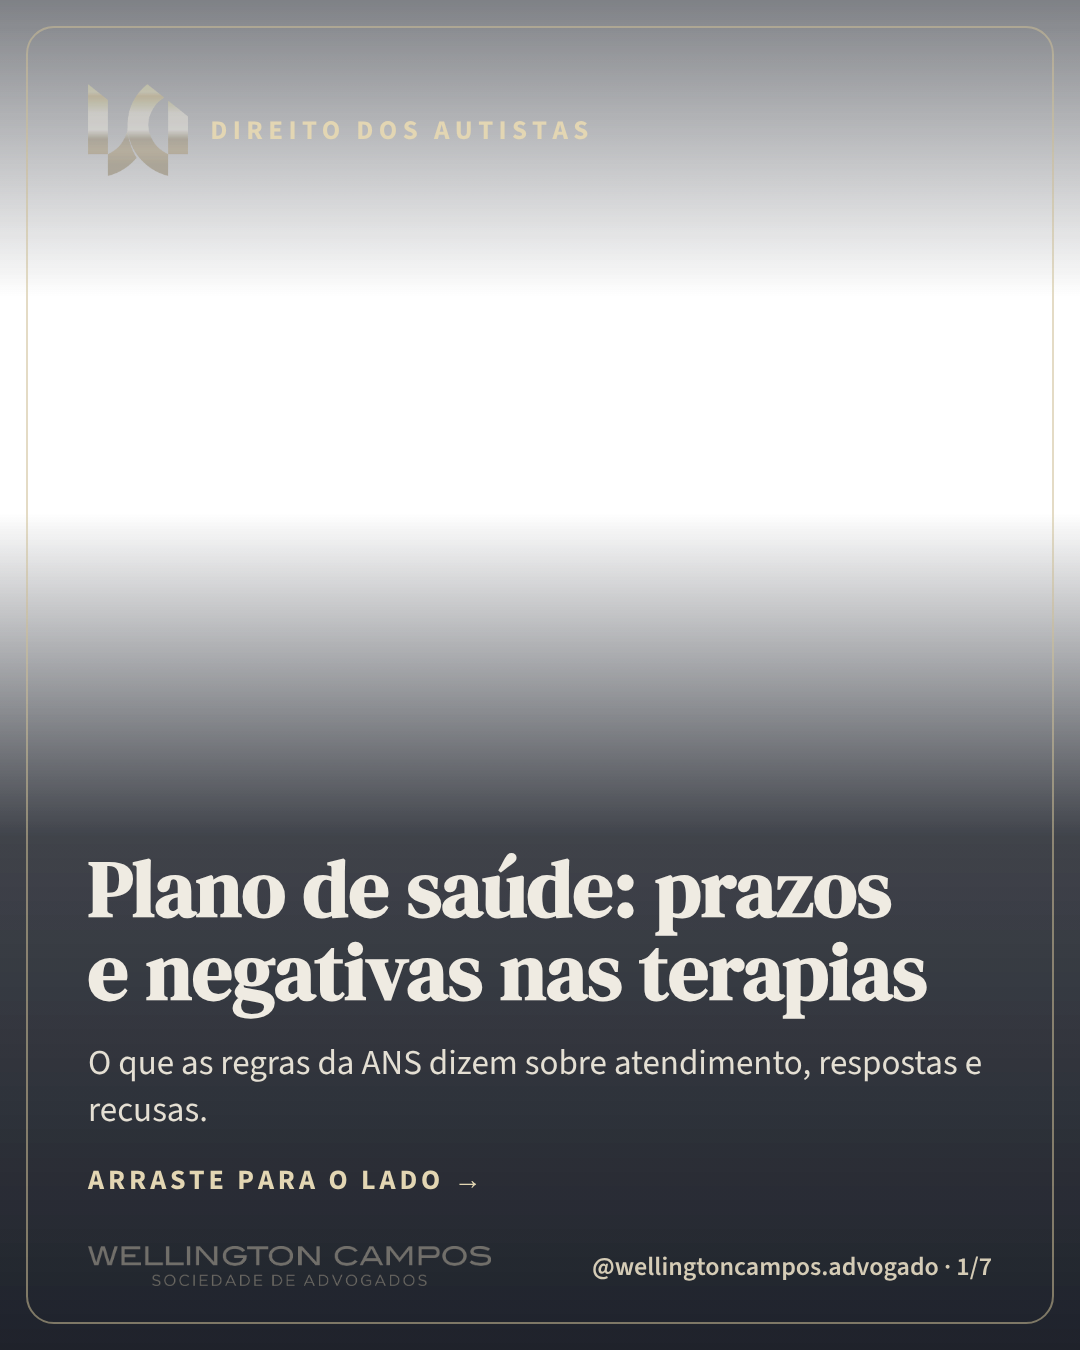 DIREITO DOS AUTISTAS
Plano de saúde: prazos
e negativas nas terapias
O que as regras da ANS dizem sobre atendimento, respostas e
recusas.
ARRASTE PARA O LADO →
WELLINGTON CAMPOS
SOCIEDADE DE ADVOGADOS
@wellingtoncampos.advogado · 1/7